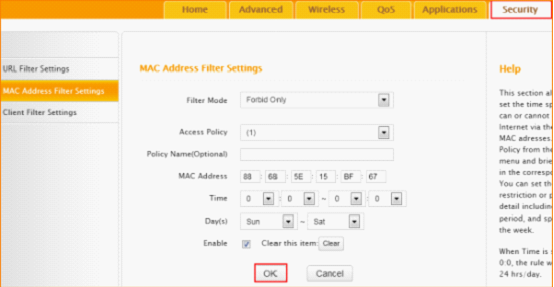 Home Advanced Wireless QoS Applications Security
URL Filter Settings
MAC Address Filter Settings
Client Filter Settings
MAC Address Filter Settings
Filter Mode Forbid Only
Access Policy (1)
Policy Name(Optional)
MAC Address 88 : 6B : 5E : 15 : BF : 67
Time 0 : 0 ~ 0 : 0
Day(s) Sun ~ Sat
Enable Clear this item: Clear
OK Cancel
Help
This section al
set the time sp
can or cannot
Internet via the
MAC adresses.
Policy from the
menu and brie
in the corresp
You can set th
restriction or p
detail includin
period, and sp
the week.
When Time is s
0:0, the rule w
24 hrs/day.